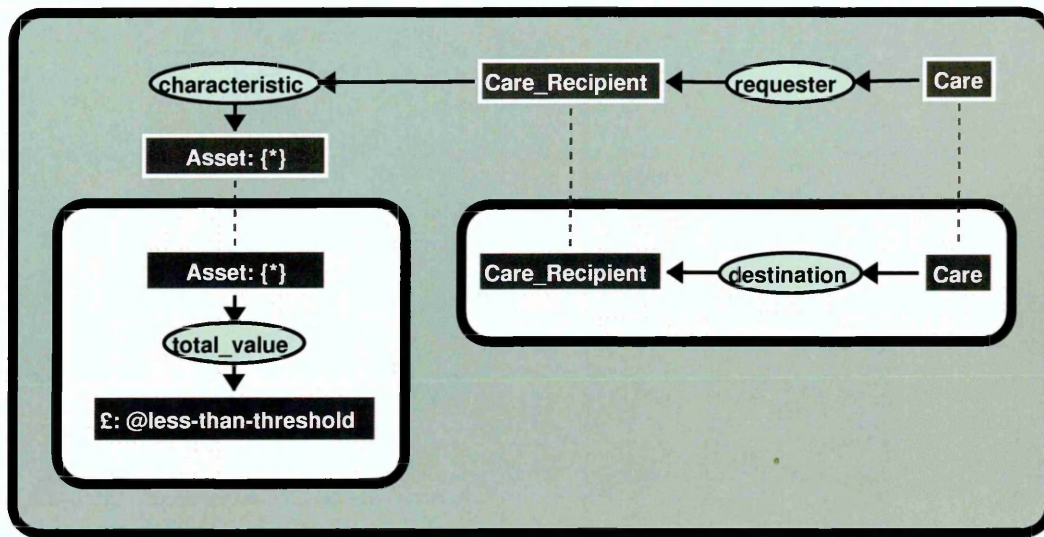 characteristic
Care_Recipient
requester
Care
Asset: {*}
Asset: {*}
total_value
£: @less-than-threshold
Care_Recipient
destination
Care